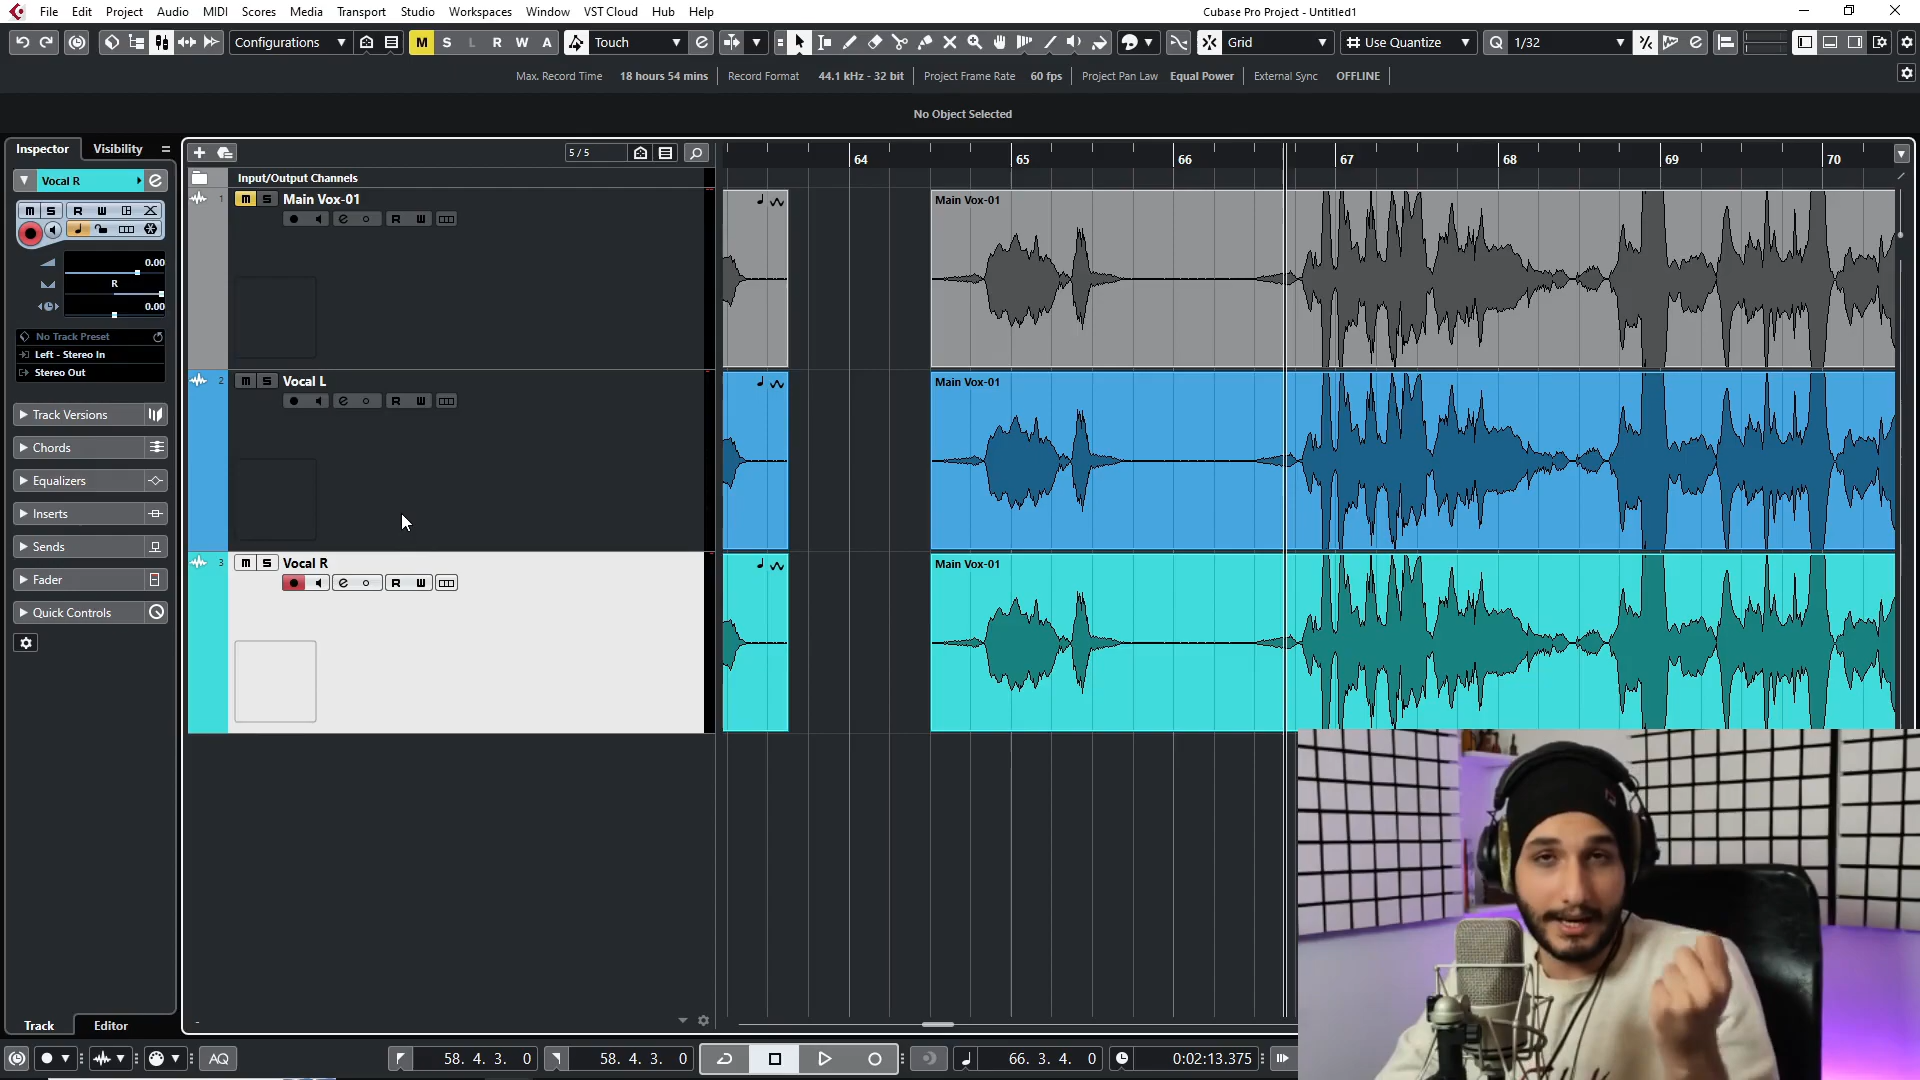 File Edit Project Audio MIDI Scores Media Transport Studio Workspaces Window VST Cloud Hub Help
Cubase Pro Project - Untitled1
Configurations M S L R W A Touch Grid Use Quantize Q 1/32
Max. Record Time 18 hours 54 mins Record Format 44.1 kHz - 32 bit Project Frame Rate 60 fps Project Pan Law Equal Power External Sync OFFLINE
No Object Selected
Inspector Visibility
5 / 5
64 65 66 67 68 69 70
Vocal R
M S R W
0.00
R
0.00
No Track Preset
Left - Stereo In
Stereo Out
Track Versions
Chords
Equalizers
Inserts
Sends
Fader
Quick Controls
Input/Output Channels
1 M S Main Vox-01
R W
2 M S Vocal L
R W
3 M S Vocal R
R W
Main Vox-01
Main Vox-01
Main Vox-01
Track Editor
AQ 58. 4. 3. 0 58. 4. 3. 0 66. 3. 4. 0 0:02:13.375